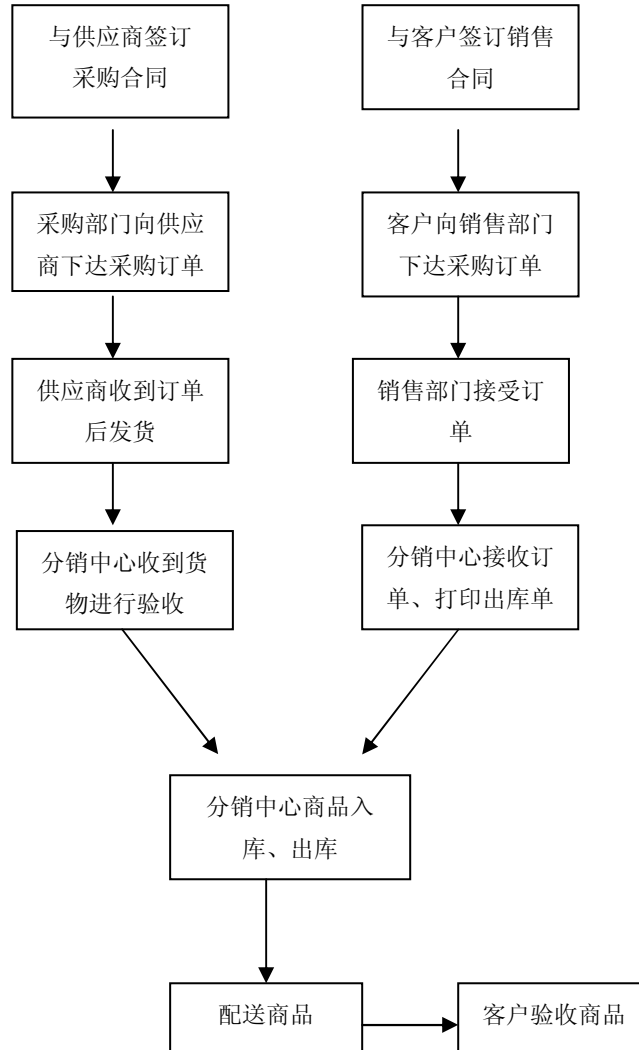 与供应商签订
采购合同
与客户签订销售
合同
采购部门向供应
商下达采购订单
客户向销售部门
下达采购订单
供应商收到订单
后发货
销售部门接受订
单
分销中心收到货
物进行验收
分销中心接收订
单、打印出库单
分销中心商品入
库、出库
配送商品
客户验收商品